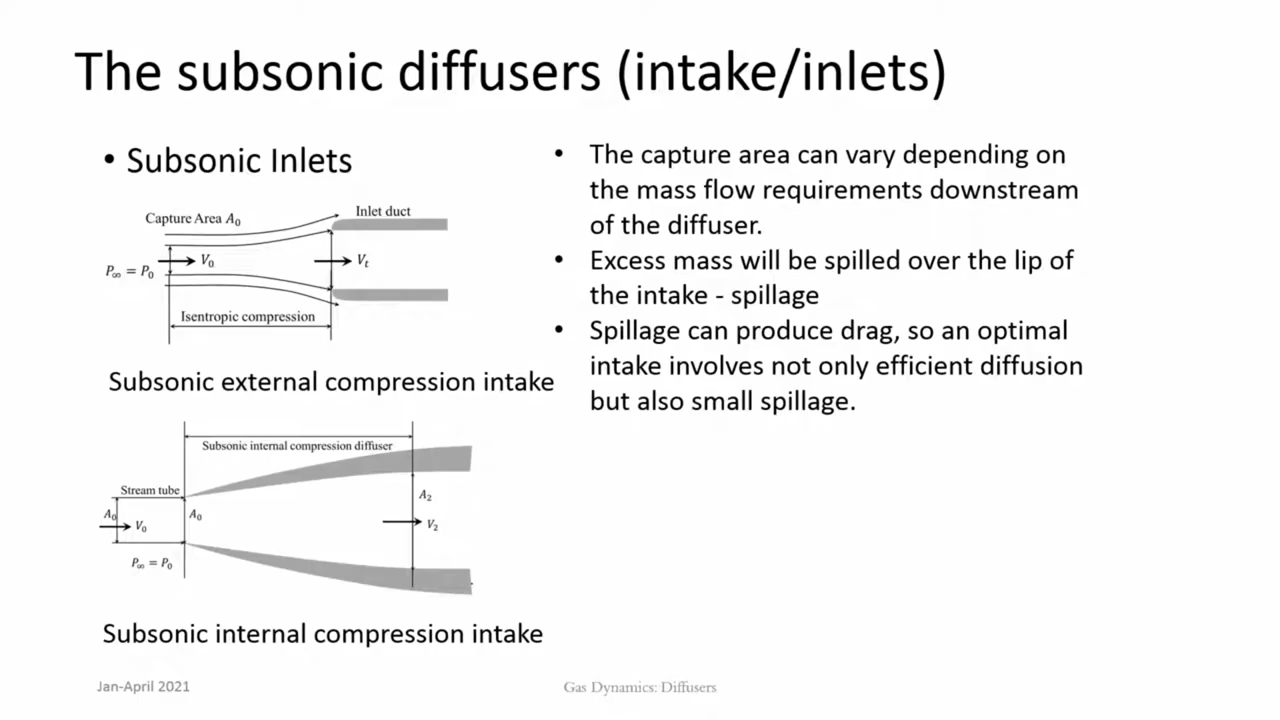 The subsonic diffusers (intake/inlets)
• Subsonic Inlets
Capture Area A₀
Inlet duct
V₀
Vₜ
P∞ = P₀
Isentropic compression
Subsonic external compression intake
Subsonic internal compression diffuser
Stream tube
A₀
V₀
A₀
A₂
V₂
P∞ = P₀
Subsonic internal compression intake
• The capture area can vary depending on
the mass flow requirements downstream
of the diffuser.
• Excess mass will be spilled over the lip of
the intake - spillage
• Spillage can produce drag, so an optimal
intake involves not only efficient diffusion
but also small spillage.
Jan-April 2021
Gas Dynamics: Diffusers